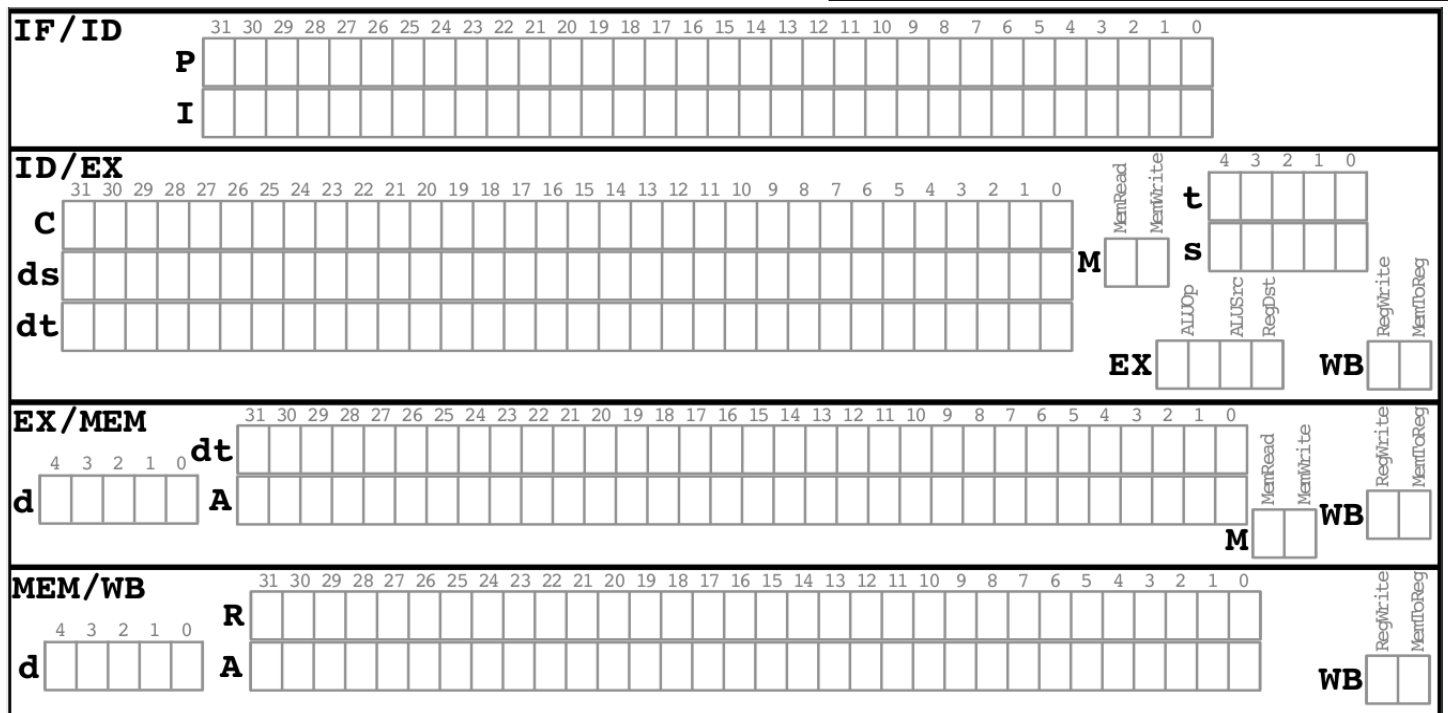 IF/ID
31 30 29 28 27 26 25 24 23 22 21 20 19 18 17 16 15 14 13 12 11 10 9 8 7 6 5 4 3 2 1 0
P
I
ID/EX
31 30 29 28 27 26 25 24 23 22 21 20 19 18 17 16 15 14 13 12 11 10 9 8 7 6 5 4 3 2 1 0
C
ds
dt
MemRead
MemWrite
M
4 3 2 1 0
t
s
ALUOp
ALUSrc
RegDst
EX
RegWrite
MemToReg
WB
EX/MEM
31 30 29 28 27 26 25 24 23 22 21 20 19 18 17 16 15 14 13 12 11 10 9 8 7 6 5 4 3 2 1 0
dt
4 3 2 1 0
d
A
MemRead
MemWrite
M
RegWrite
MemToReg
WB
MEM/WB
31 30 29 28 27 26 25 24 23 22 21 20 19 18 17 16 15 14 13 12 11 10 9 8 7 6 5 4 3 2 1 0
R
4 3 2 1 0
d
A
RegWrite
MemToReg
WB